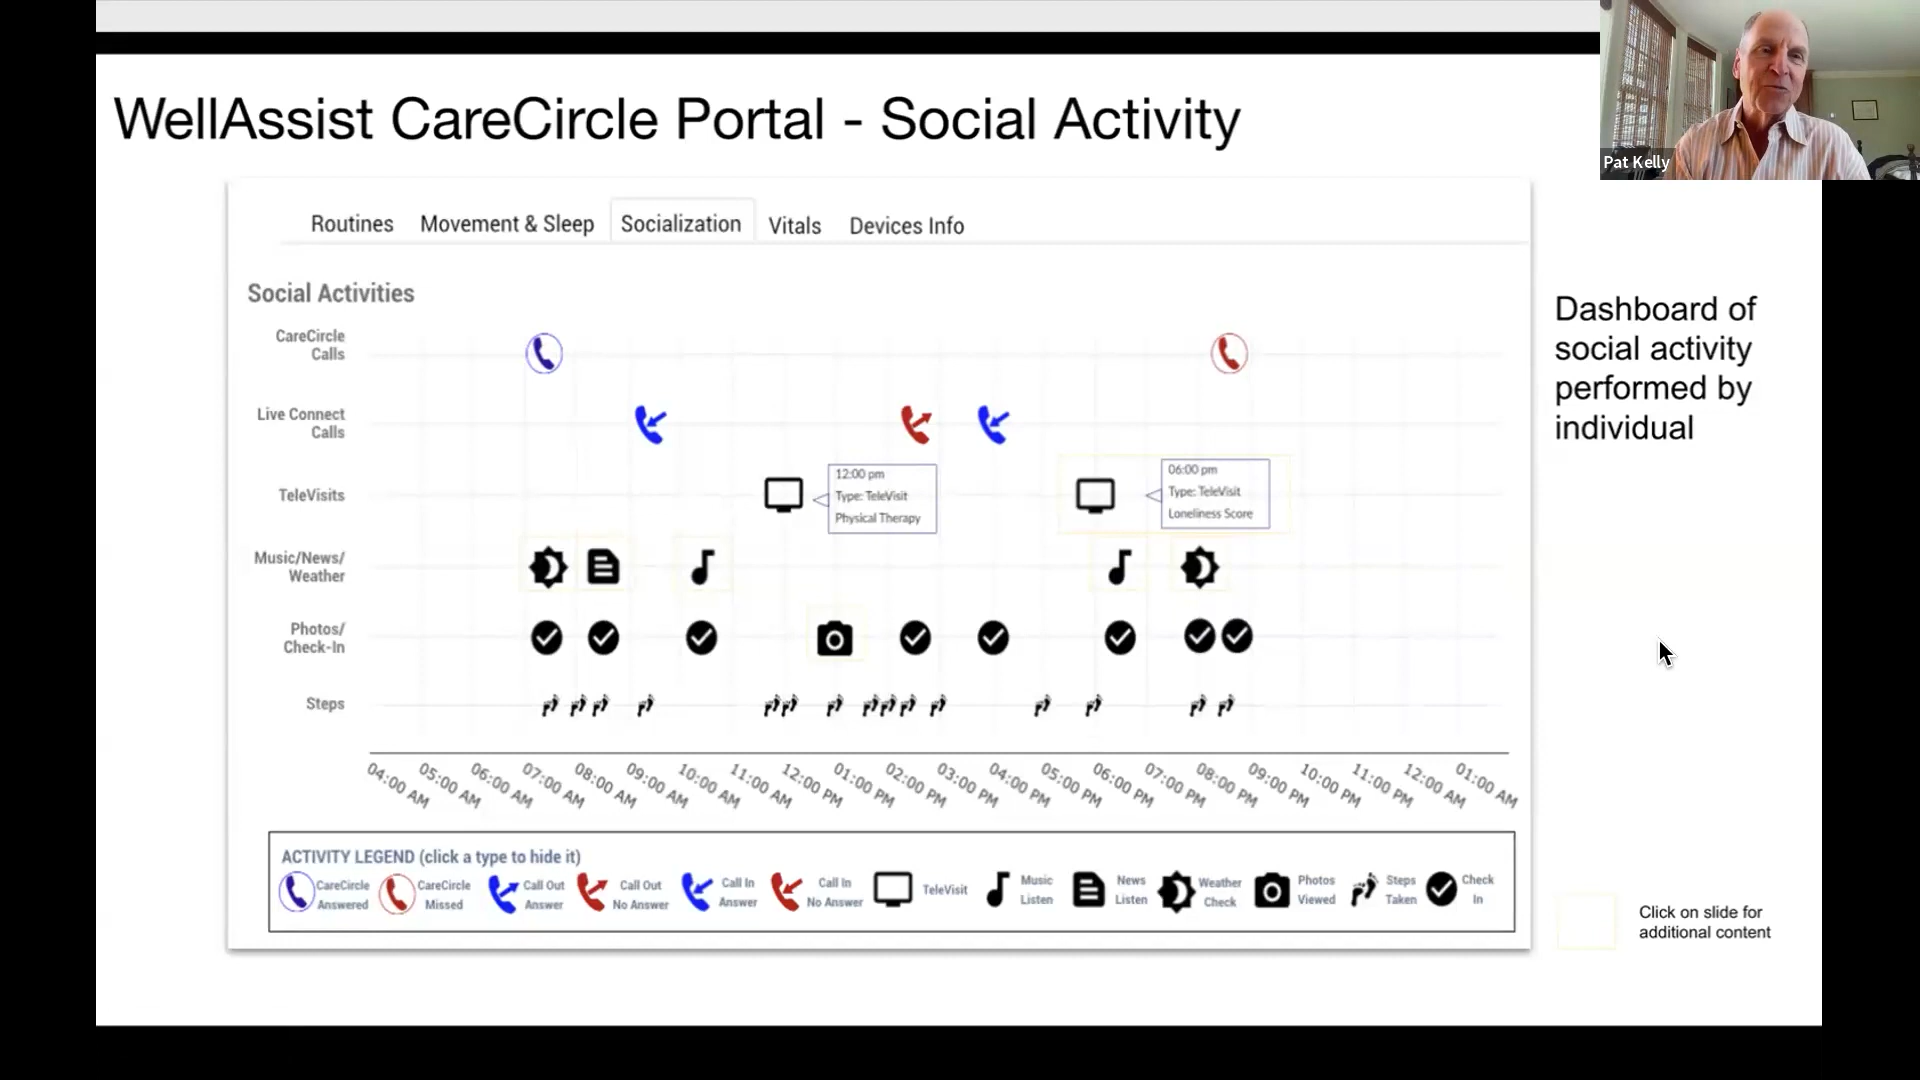 WellAssist CareCircle Portal - Social Activity
Pat Kelly
Routines Movement & Sleep Socialization Vitals Devices Info
Social Activities
CareCircle
Calls
Live Connect
Calls
TeleVisits
12:00 pm
Type: TeleVisit
Physical Therapy
06:00 pm
Type: TeleVisit
Loneliness Score
Music/News/
Weather
Photos/
Check-In
Steps
04:00 AM 05:00 AM 06:00 AM 07:00 AM 08:00 AM 09:00 AM 10:00 AM 11:00 AM 12:00 PM 01:00 PM 02:00 PM 03:00 PM 04:00 PM 05:00 PM 06:00 PM 07:00 PM 08:00 PM 09:00 PM 10:00 PM 11:00 PM 12:00 AM 01:00 AM
ACTIVITY LEGEND (click a type to hide it)
CareCircle
Answered
CareCircle
Missed
Call Out
Answer
Call Out
No Answer
Call In
Answer
Call In
No Answer
TeleVisit
Music
Listen
News
Listen
Weather
Check
Photos
Viewed
Steps
Taken
Check
In
Dashboard of
social activity
performed by
individual
Click on slide for
additional content